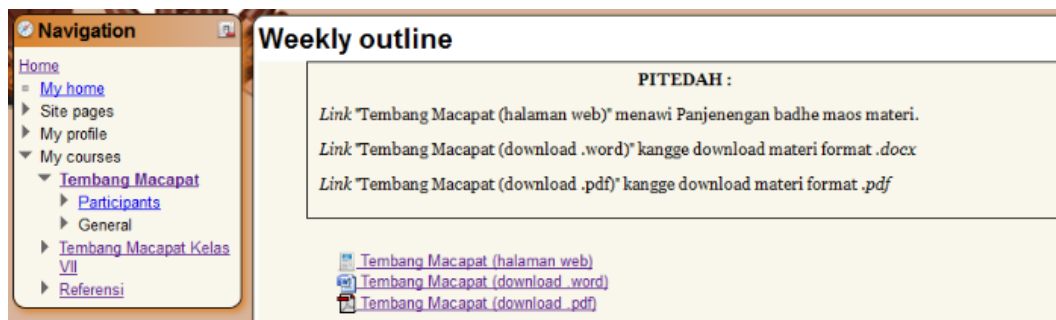 Navigation
Home
My home
Site pages
My profile
My courses
Tembang Macapat
Participants
General
Tembang Macapat Kelas
VII
Referensi
Weekly outline
PITEDAH :
Link "Tembang Macapat (halaman web)" menawi Panjenengan badhe maos materi.
Link "Tembang Macapat (download .word)" kangge download materi format .docx
Link "Tembang Macapat (download .pdf)" kangge download materi format .pdf
Tembang Macapat (halaman web)
Tembang Macapat (download .word)
Tembang Macapat (download .pdf)